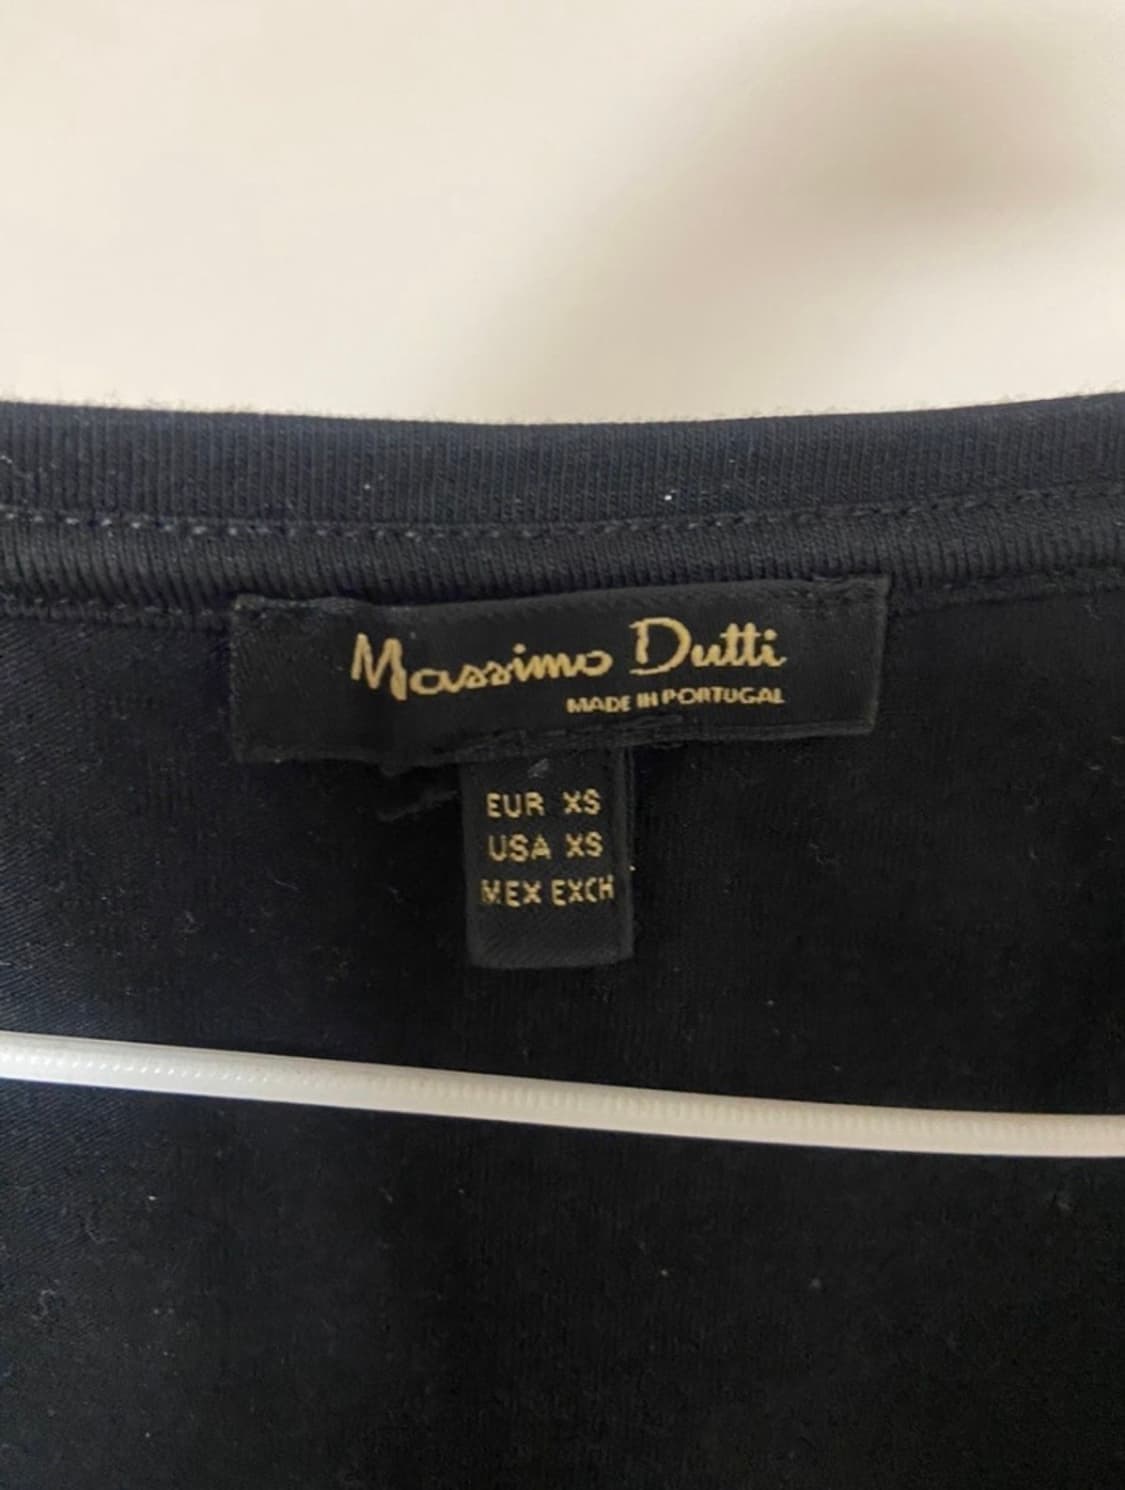 Massimo Dutti
MADE IN PORTUGAL
EUR XS
USA XS
MEX EXCH